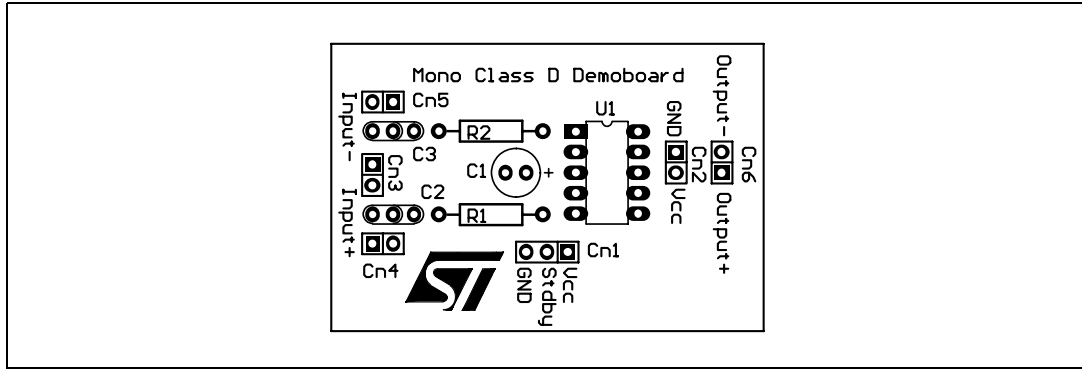 Mono Class D Demoboard
Input-
Cn5
C3
R2
U1
GND
Cn2
Vcc
Output-
Cn6
Output+
Cn3
C1
+
Input+
C2
R1
Cn4
ST
Cn1
GND
Stdby
Vcc